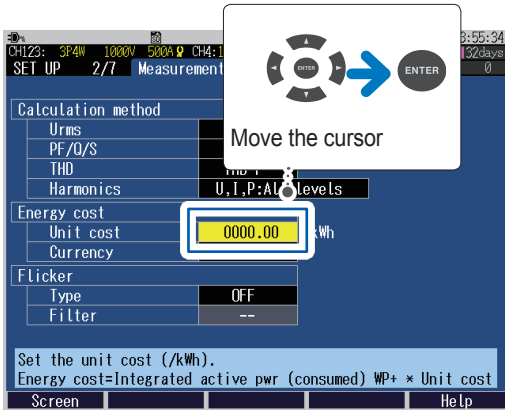 3:55:34
CH123: 3P4W 1000V 500A CH4:1
32days
SET UP 2/7 Measurement
0
ENTER
ENTER
Move the cursor
Calculation method
Urms
PF/Q/S
THD
Harmonics U,I,P:All levels
Energy cost
Unit cost 0000.00 /kWh
Currency
Flicker
Type OFF
Filter --
Set the unit cost (/kWh).
Energy cost=Integrated active pwr (consumed) WP+ * Unit cost
Screen Help